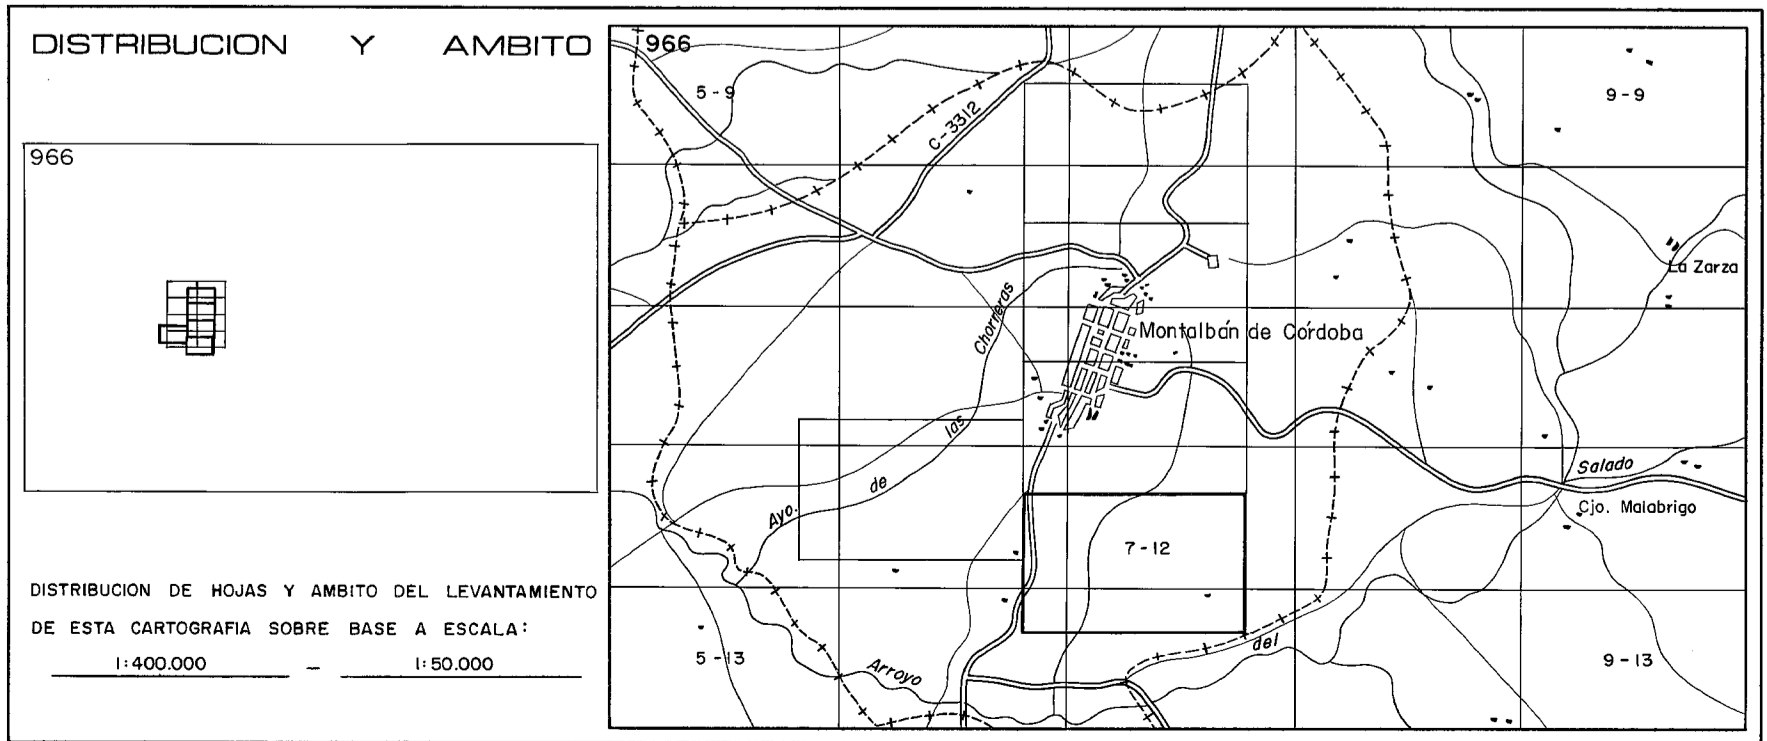 DISTRIBUCION Y AMBITO
966
DISTRIBUCION DE HOJAS Y AMBITO DEL LEVANTAMIENTO
DE ESTA CARTOGRAFIA SOBRE BASE A ESCALA:
1:400.000 — 1:50.000
966
5-9
C-3312
9-9
La Zarza
Chorreras
Montalbán de Córdoba
las
de
Ayo.
Salado
Cjo. Malabrigo
7-12
5-13
Arroyo
del
9-13